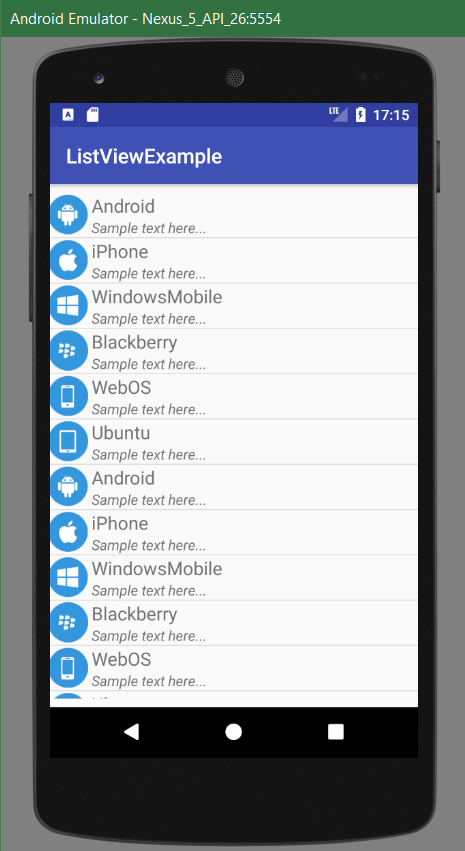 Android Emulator - Nexus_5_API_26:5554
LTE 17:15
ListViewExample
Android
Sample text here...
iPhone
Sample text here...
WindowsMobile
Sample text here...
Blackberry
Sample text here...
WebOS
Sample text here...
Ubuntu
Sample text here...
Android
Sample text here...
iPhone
Sample text here...
WindowsMobile
Sample text here...
Blackberry
Sample text here...
WebOS
Sample text here...